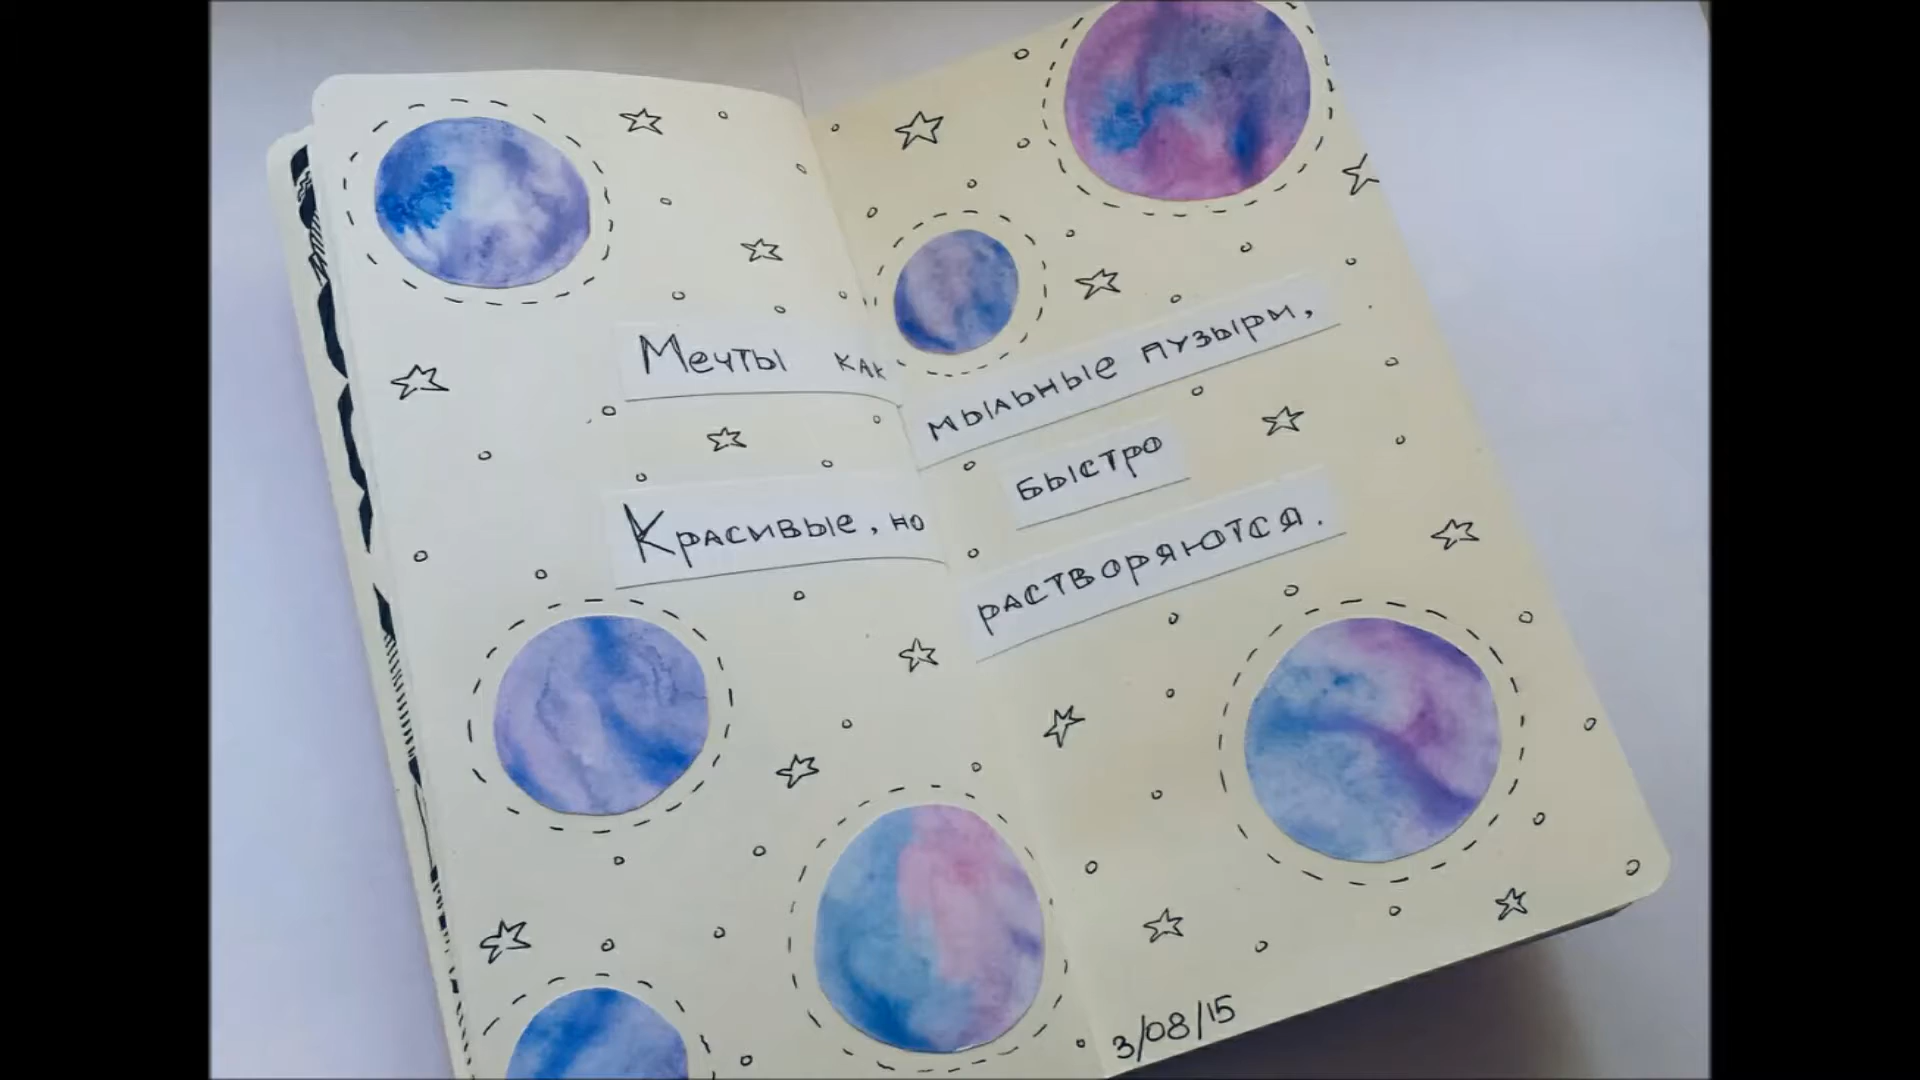 Мечты как мыльные пузыри,
Красивые, но быстро
растворяются.
3/08/15